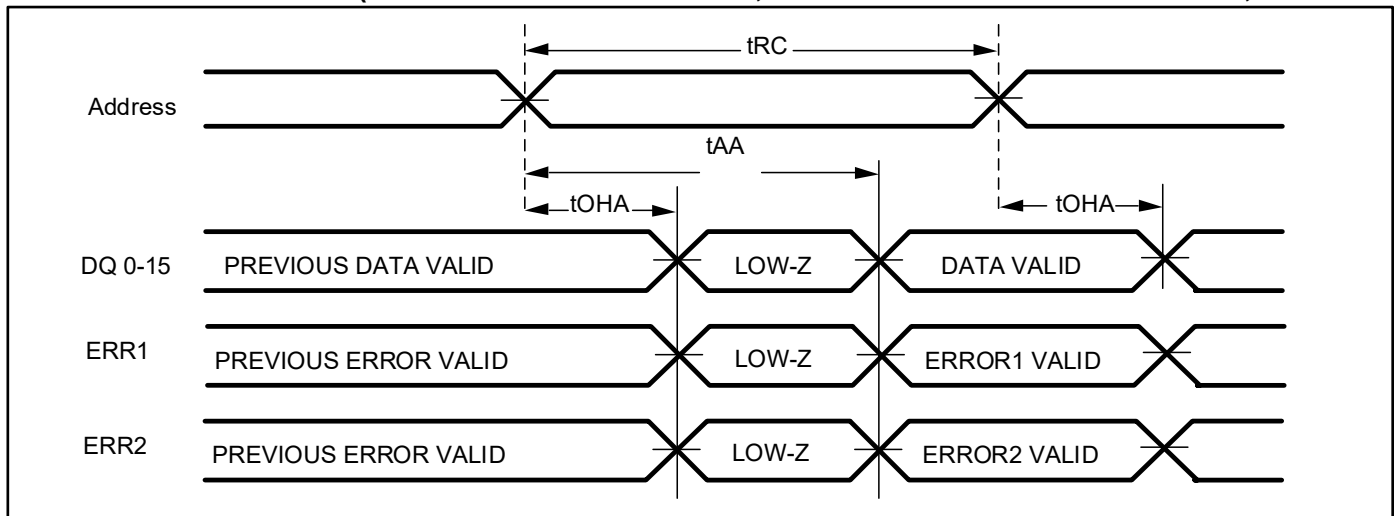 tRC
Address
tAA
tOHA
tOHA
DQ 0-15
PREVIOUS DATA VALID
LOW-Z
DATA VALID
ERR1
PREVIOUS ERROR VALID
LOW-Z
ERROR1 VALID
ERR2
PREVIOUS ERROR VALID
LOW-Z
ERROR2 VALID